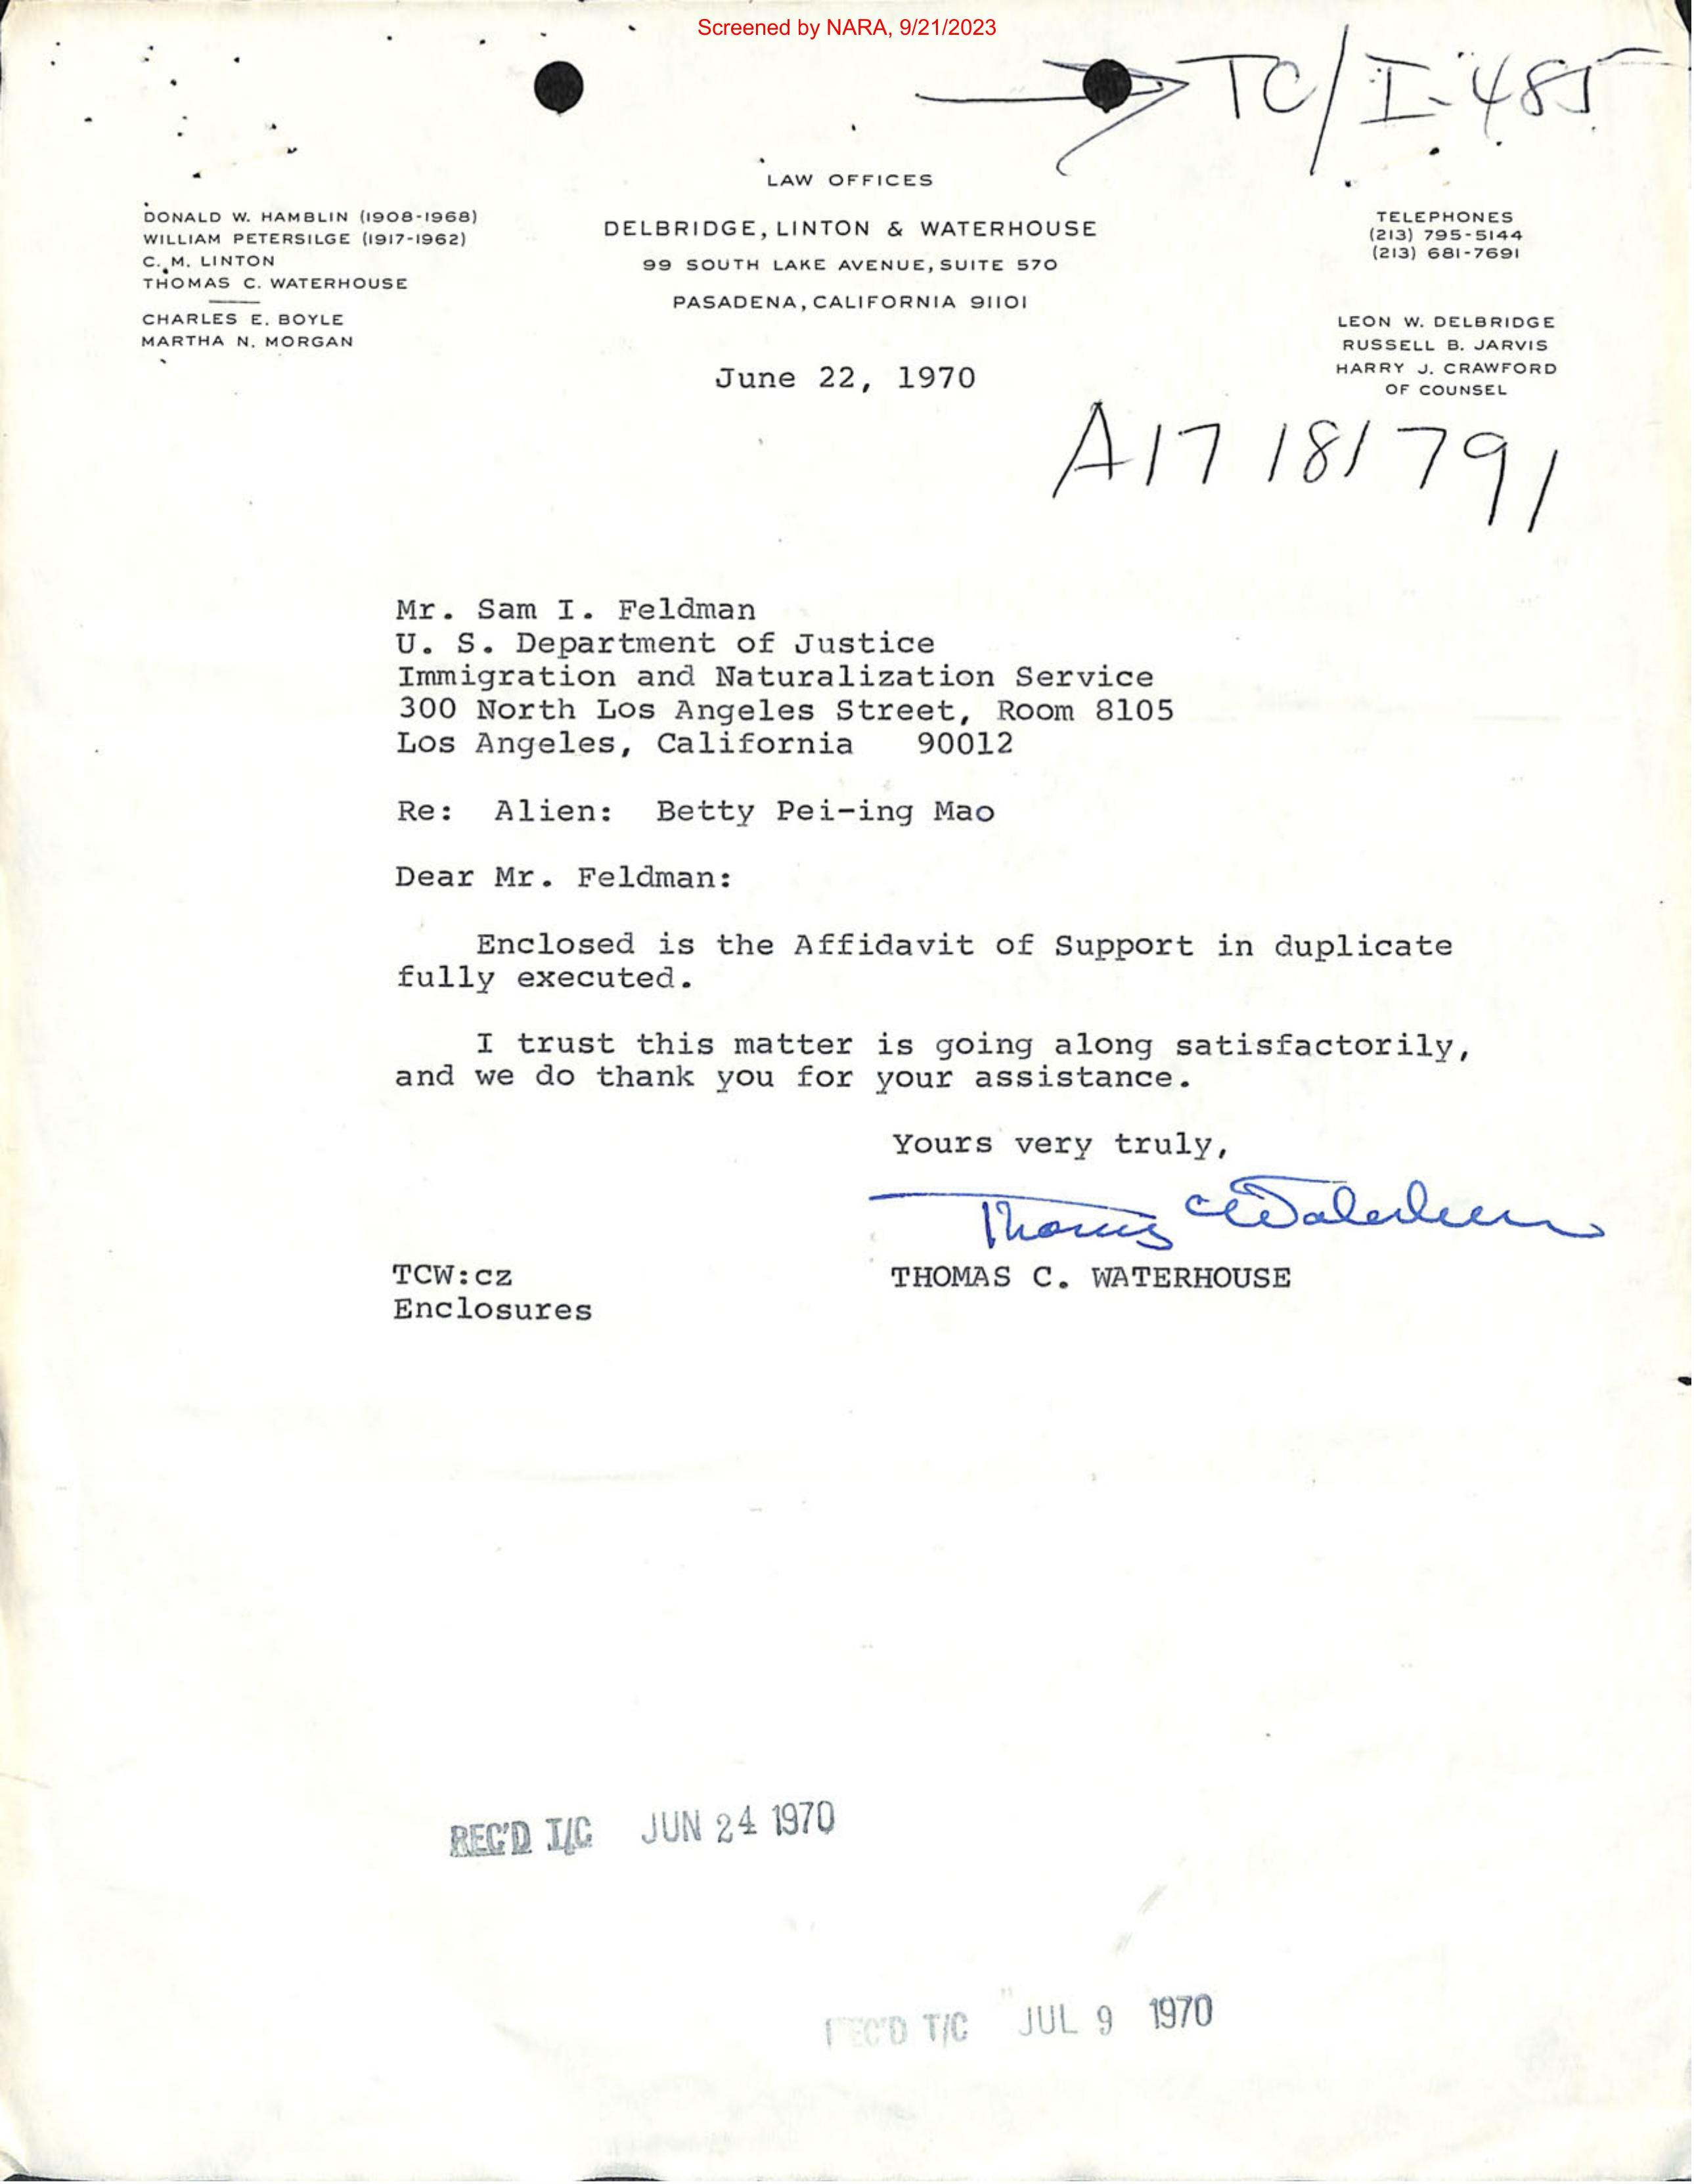 Screened by NARA, 9/21/2023
TC/I-485
LAW OFFICES
DELBRIDGE, LINTON & WATERHOUSE
99 SOUTH LAKE AVENUE, SUITE 570
PASADENA, CALIFORNIA 91101
DONALD W. HAMBLIN (1908-1968)
WILLIAM PETERSILGE (1917-1962)
C. M. LINTON
THOMAS C. WATERHOUSE
CHARLES E. BOYLE
MARTHA N. MORGAN
TELEPHONES
(213) 795-5144
(213) 681-7691
LEON W. DELBRIDGE
RUSSELL B. JARVIS
HARRY J. CRAWFORD
OF COUNSEL
June 22, 1970
A17 181 791
Mr. Sam I. Feldman
U. S. Department of Justice
Immigration and Naturalization Service
300 North Los Angeles Street, Room 8105
Los Angeles, California 90012
Re: Alien: Betty Pei-ing Mao
Dear Mr. Feldman:
Enclosed is the Affidavit of Support in duplicate
fully executed.
I trust this matter is going along satisfactorily,
and we do thank you for your assistance.
Yours very truly,
Thomas C Waterhouse
THOMAS C. WATERHOUSE
TCW:cz
Enclosures
REC'D I/C JUN 24 1970
REC'D T/C JUL 9 1970